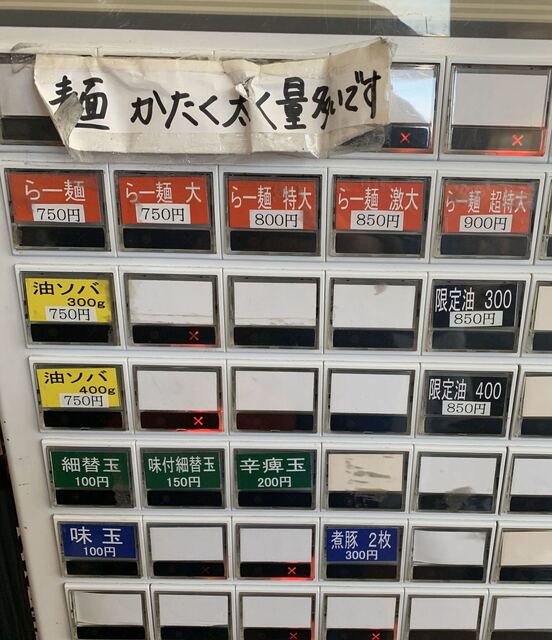 麺 かたく太く量多いです
×
×
らー麺
750円
らー麺 大
750円
らー麺 特大
800円
らー麺 激大
850円
らー麺 超特大
900円
油ソバ
300g
750円
×
限定油 300
850円
油ソバ
400g
750円
×
限定油 400
850円
細替玉
100円
味付細替玉
150円
辛痺玉
200円
味 玉
100円
×
×
煮豚 2枚
300円
×
×